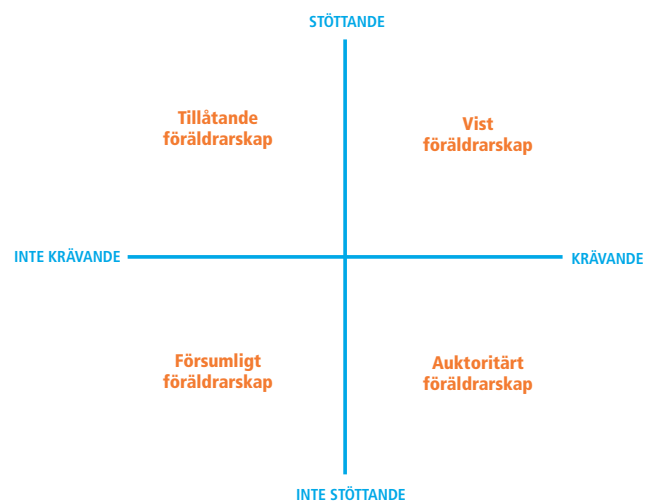 STÖTTANDE
Tillåtande
föräldrarskap
Vist
föräldrarskap
INTE KRÄVANDE
KRÄVANDE
Försumligt
föräldrarskap
Auktoritärt
föräldrarskap
INTE STÖTTANDE